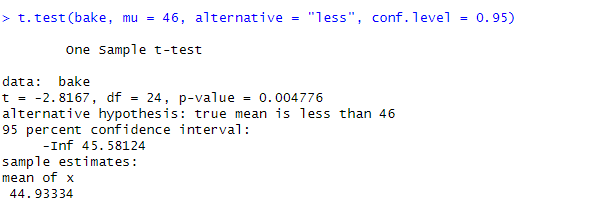 > t.test(bake, mu = 46, alternative = "less", conf.level = 0.95)
One Sample t-test
data:  bake
t = -2.8167, df = 24, p-value = 0.004776
alternative hypothesis: true mean is less than 46
95 percent confidence interval:
-Inf 45.58124
sample estimates:
mean of x
44.93334